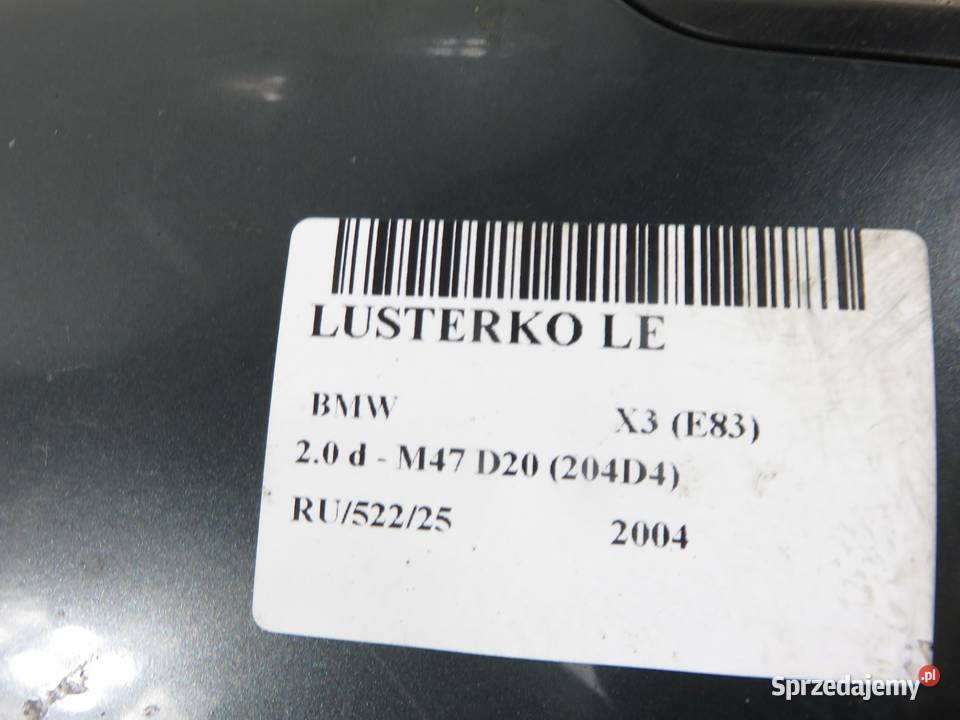 LUSTERKO LE
BMW X3 (E83)
2.0 d - M47 D20 (204D4)
RU/522/25 2004
Sprzedajemy.pl